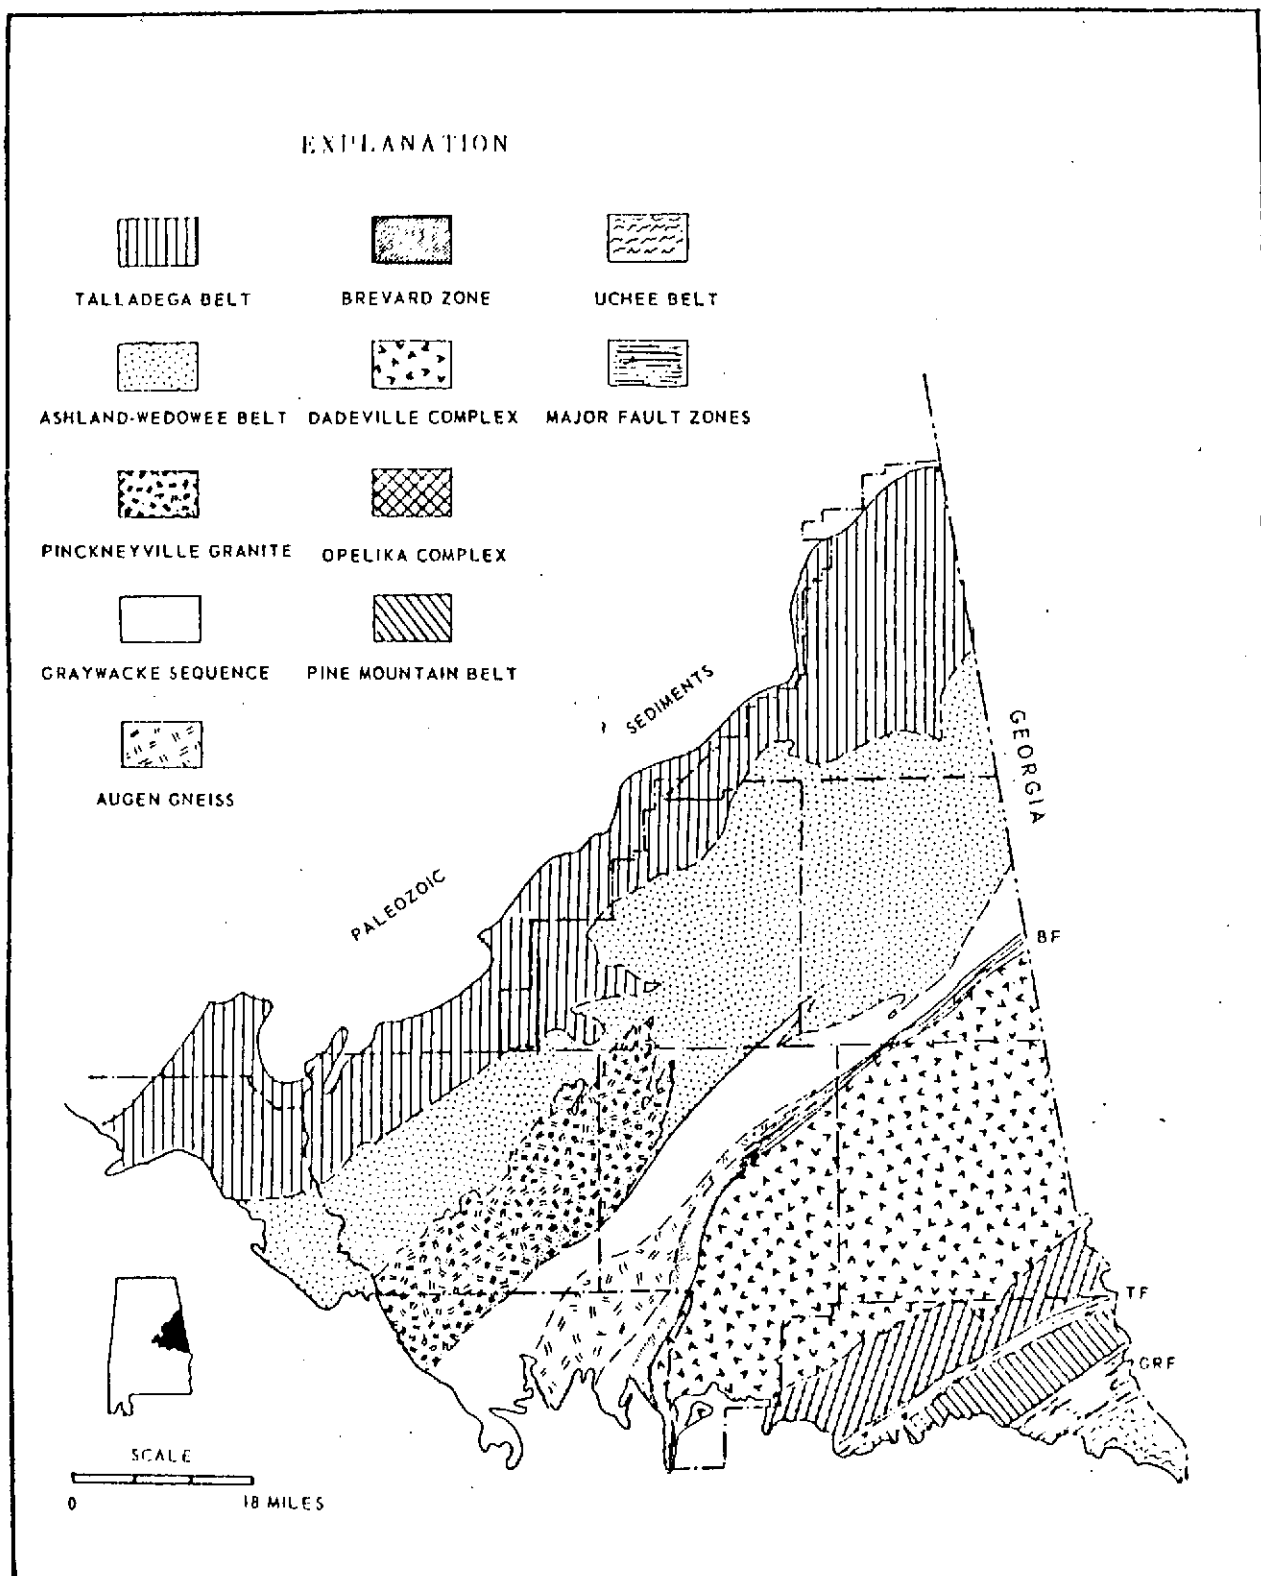 EXPLANATION
TALLADEGA BELT
BREVARD ZONE
UCHEE BELT
ASHLAND-WEDOWEE BELT
DADEVILLE COMPLEX
MAJOR FAULT ZONES
PINCKNEYVILLE GRANITE
OPELIKA COMPLEX
GRAYWACKE SEQUENCE
PINE MOUNTAIN BELT
AUGEN GNEISS
SEDIMENTS
PALEOZOIC
GEORGIA
BF
TF
GRF
SCALE
0 18 MILES